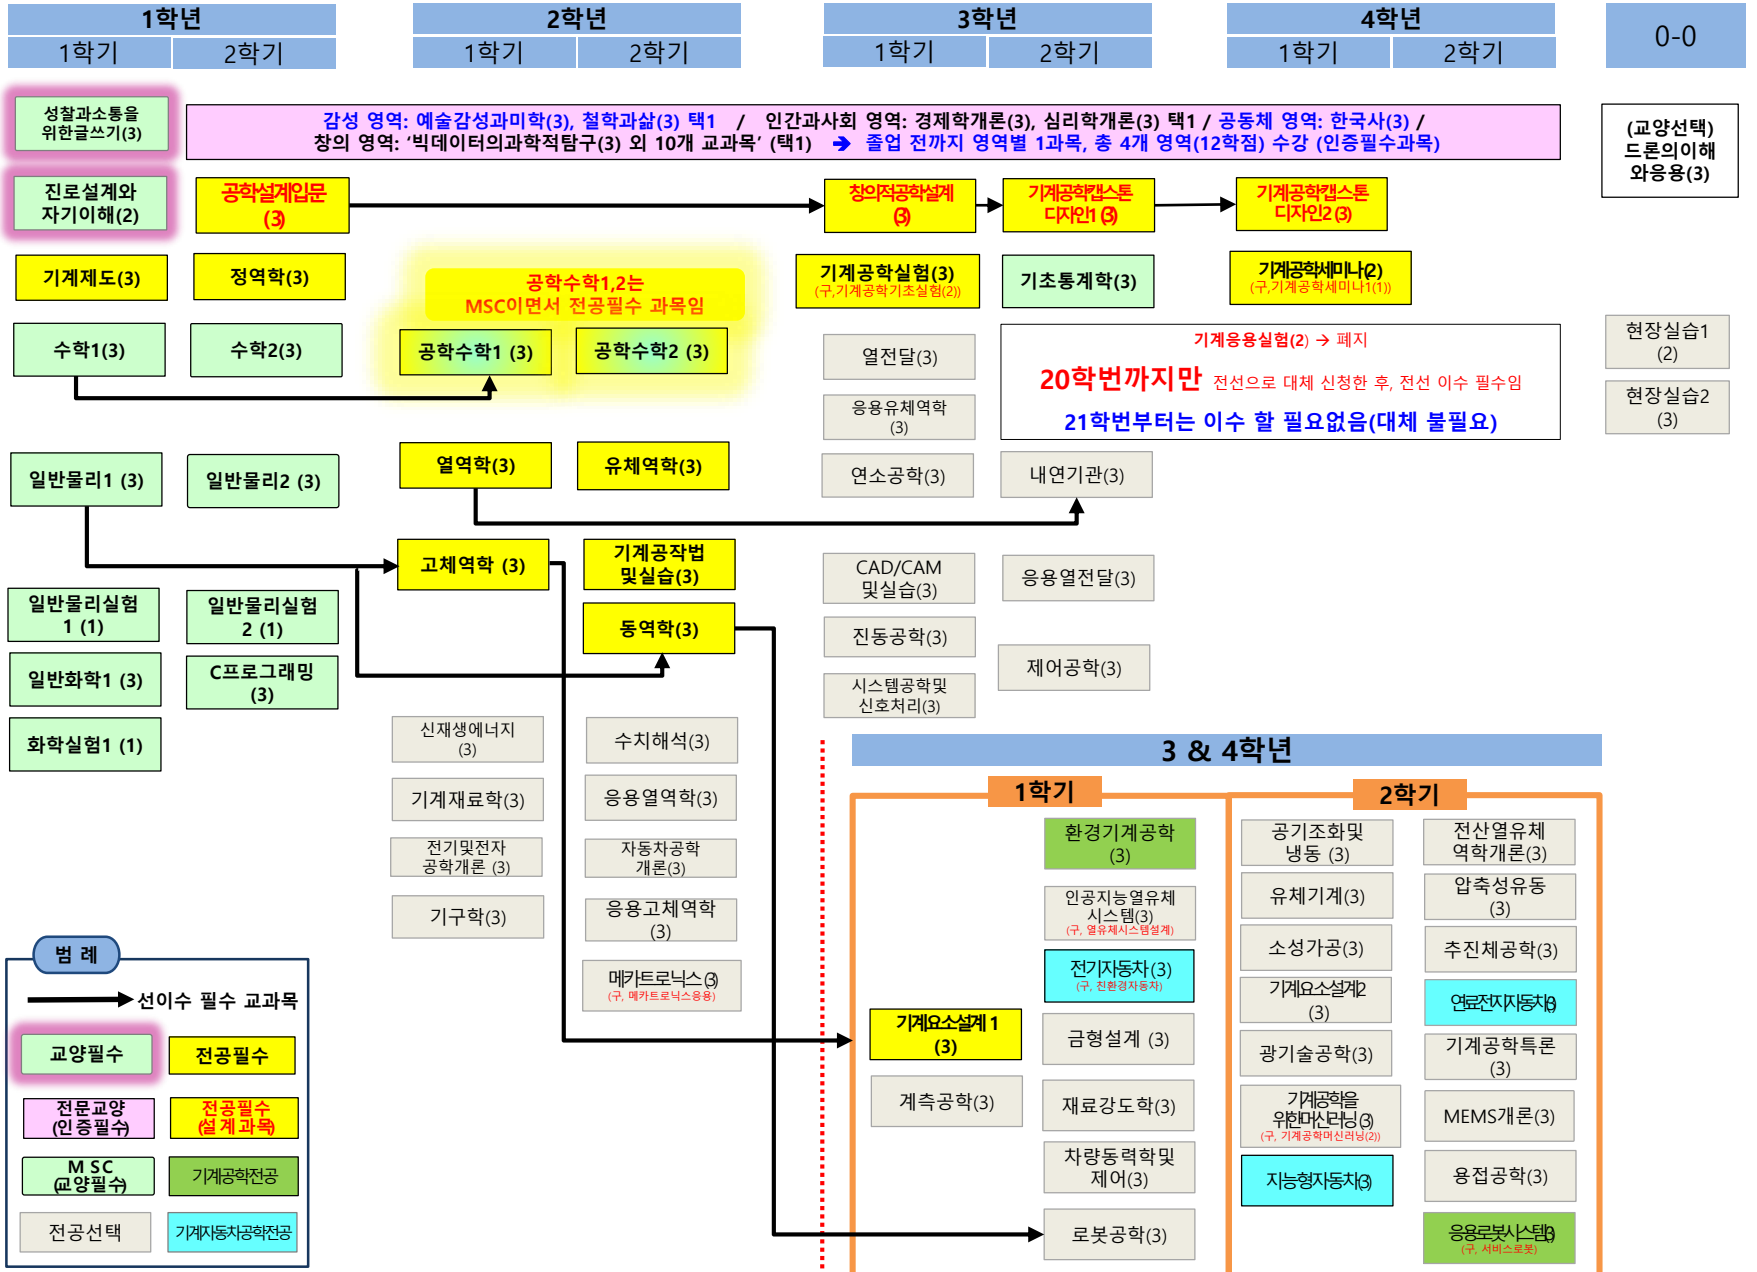 1학년
2학년
3학년
4학년
0-0
1학기
2학기
1학기
2학기
1학기
2학기
1학기
2학기
성찰과소통을
위한글쓰기(3)
감성 영역: 예술감성과미학(3), 철학과삶(3) 택1 / 인간과사회 영역: 경제학개론(3), 심리학개론(3) 택1 / 공동체 영역: 한국사(3) /
창의 영역: '빅데이터의과학적탐구(3) 외 10개 교과목' (택1) ➔ 졸업 전까지 영역별 1과목, 총 4개 영역(12학점) 수강 (인증필수과목)
(교양선택)
드론의이해
와응용(3)
진로설계와
자기이해(2)
공학설계입문
(3)
창의적공학설계
(3)
기계공학캡스톤
디자인1 (3)
기계공학캡스톤
디자인2 (3)
기계제도(3)
정역학(3)
공학수학1,2는
MSC이면서 전공필수 과목임
기계공학실험(3)
(구,기계공학기초실험(2))
기초통계학(3)
기계공학세미나(2)
(구,기계공학세미나1(1))
수학1(3)
수학2(3)
공학수학1 (3)
공학수학2 (3)
열전달(3)
기계응용실험(2) → 폐지
20학번까지만 전선으로 대체 신청한 후, 전선 이수 필수임
21학번부터는 이수 할 필요없음(대체 불필요)
현장실습1
(2)
응용유체역학
(3)
현장실습2
(3)
일반물리1 (3)
일반물리2 (3)
열역학(3)
유체역학(3)
연소공학(3)
내연기관(3)
고체역학 (3)
기계공작법
및실습(3)
CAD/CAM
및실습(3)
응용열전달(3)
일반물리실험
1 (1)
일반물리실험
2 (1)
동역학(3)
진동공학(3)
일반화학1 (3)
C프로그래밍
(3)
시스템공학및
신호처리(3)
제어공학(3)
화학실험1 (1)
신재생에너지
(3)
수치해석(3)
기계재료학(3)
응용열역학(3)
전기및전자
공학개론 (3)
자동차공학
개론(3)
기구학(3)
응용고체역학
(3)
메카트로닉스(3)
(구, 메카트로닉스응용)
3 & 4학년
1학기
2학기
환경기계공학
(3)
공기조화및
냉동 (3)
전산열유체
역학개론(3)
인공지능열유체
시스템(3)
(구, 열유체시스템설계)
유체기계(3)
압축성유동
(3)
전기자동차(3)
(구, 친환경자동차)
소성가공(3)
추진체공학(3)
기계요소설계 1
(3)
금형설계 (3)
기계요소설계2
(3)
연료전지자동차(3)
계측공학(3)
재료강도학(3)
광기술공학(3)
기계공학특론
(3)
기계공학을
위한머신러닝(3)
(구, 기계공학머신러닝(2))
MEMS개론(3)
차량동력학및
제어(3)
지능형자동차(3)
용접공학(3)
로봇공학(3)
응용로봇시스템(3)
(구, 서비스로봇)
범 례
선이수 필수 교과목
교양필수
전공필수
전문교양
(인증필수)
전공필수
(설계과목)
M SC
(교양필수)
기계공학전공
전공선택
기계자동차공학전공